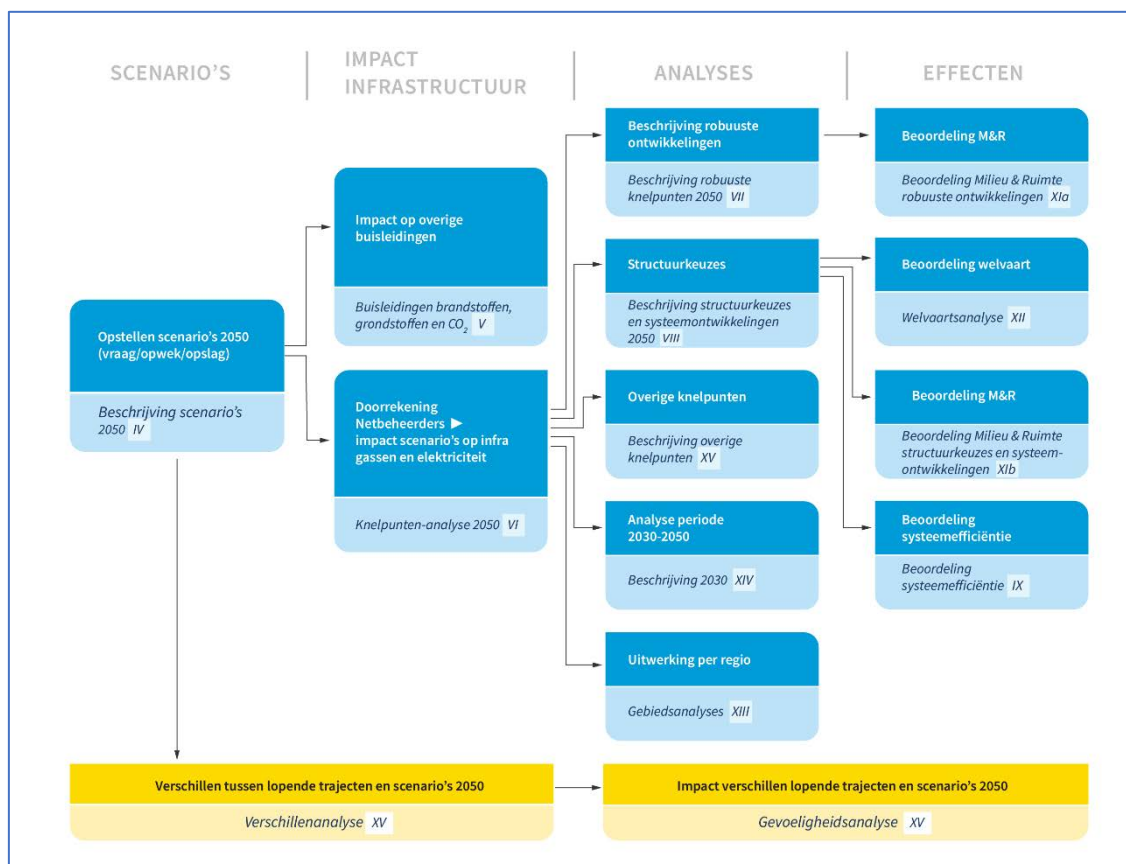 SCENARIO'S
IMPACT
INFRASTRUCTUUR
ANALYSES
EFFECTEN
Opstellen scenario's 2050
(vraag/opwek/opslag)
Beschrijving scenario's
2050 IV
Impact op overige
buisleidingen
Buisleidingen brandstoffen,
grondstoffen en CO₂ V
Doorrekening
Netbeheerders ▶
impact scenario's op infra
gassen en elektriciteit
Knelpunten-analyse 2050 VI
Beschrijving robuuste
ontwikkelingen
Beschrijving robuuste
knelpunten 2050 VII
Structuurkeuzes
Beschrijving structuurkeuzes
en systeemontwikkelingen
2050 VIII
Overige knelpunten
Beschrijving overige
knelpunten XV
Analyse periode
2030-2050
Beschrijving 2030 XIV
Uitwerking per regio
Gebiedsanalyses XIII
Beoordeling M&R
Beoordeling Milieu & Ruimte
robuuste ontwikkelingen XIa
Beoordeling welvaart
Welvaartsanalyse XII
Beoordeling M&R
Beoordeling Milieu & Ruimte
structuurkeuzes en systeem-
ontwikkelingen XIb
Beoordeling
systeemefficiëntie
Beoordeling
systeemefficiëntie IX
Verschillen tussen lopende trajecten en scenario's 2050
Verschillenanalyse XV
Impact verschillen lopende trajecten en scenario's 2050
Gevoeligheidsanalyse XV